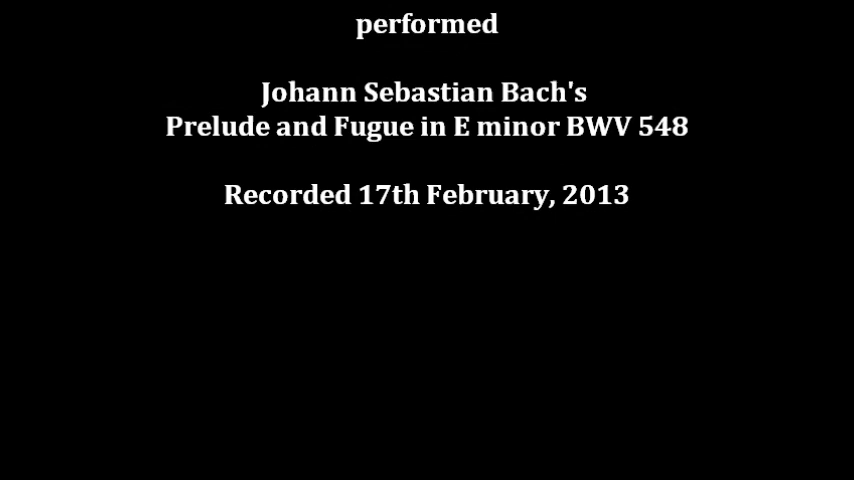 performed
Johann Sebastian Bach's
Prelude and Fugue in E minor BWV 548
Recorded 17th February, 2013